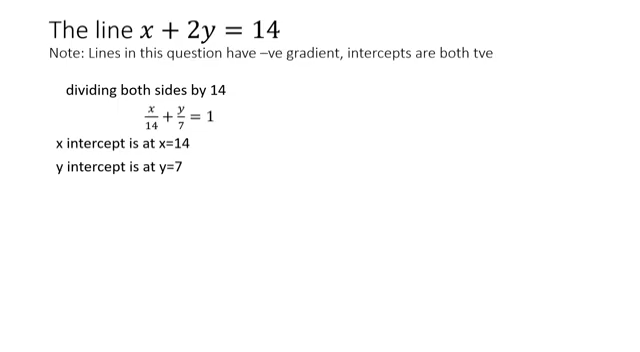 The line x + 2y = 14
Note: Lines in this question have –ve gradient, intercepts are both tve
dividing both sides by 14
x/14 + y/7 = 1
x intercept is at x=14
y intercept is at y=7